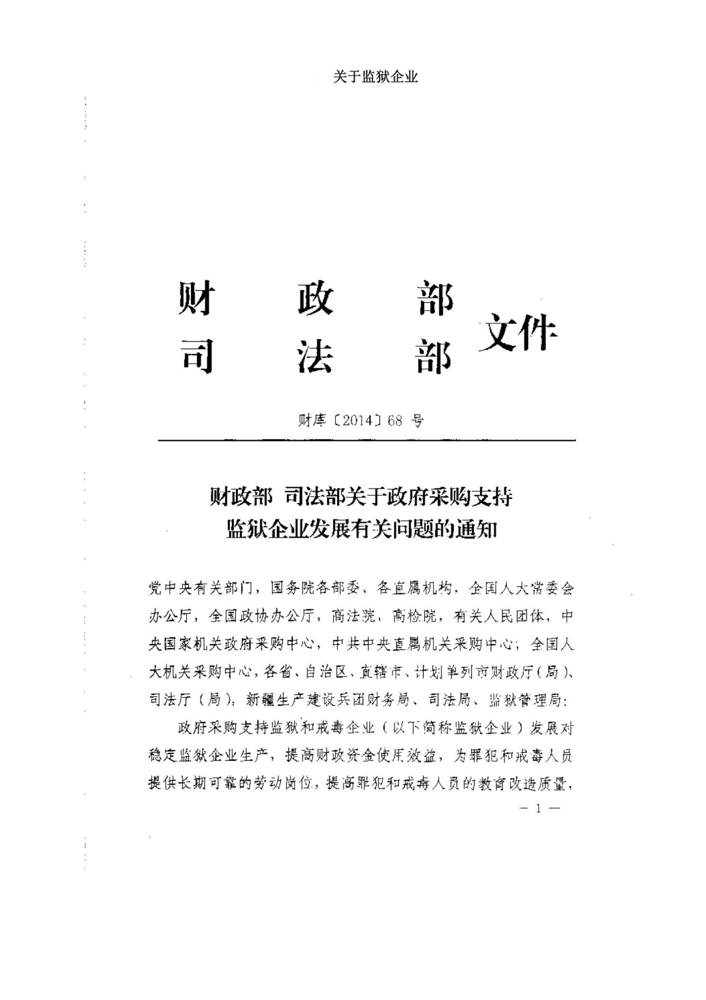 关于监狱企业
财政部
司法部
文件
财库〔2014〕68 号
财政部 司法部关于政府采购支持
监狱企业发展有关问题的通知
党中央有关部门，国务院各部委、各直属机构，全国人大常委会
办公厅，全国政协办公厅，高法院，高检院，有关人民团体，中
央国家机关政府采购中心，中共中央直属机关采购中心，全国人
大机关采购中心，各省、自治区、直辖市、计划单列市财政厅（局）、
司法厅（局），新疆生产建设兵团财务局、司法局、监狱管理局：
政府采购支持监狱和戒毒企业（以下简称监狱企业）发展对
稳定监狱企业生产，提高财政资金使用效益，为罪犯和戒毒人员
提供长期可靠的劳动岗位，提高罪犯和戒毒人员的教育改造质量，
— 1 —